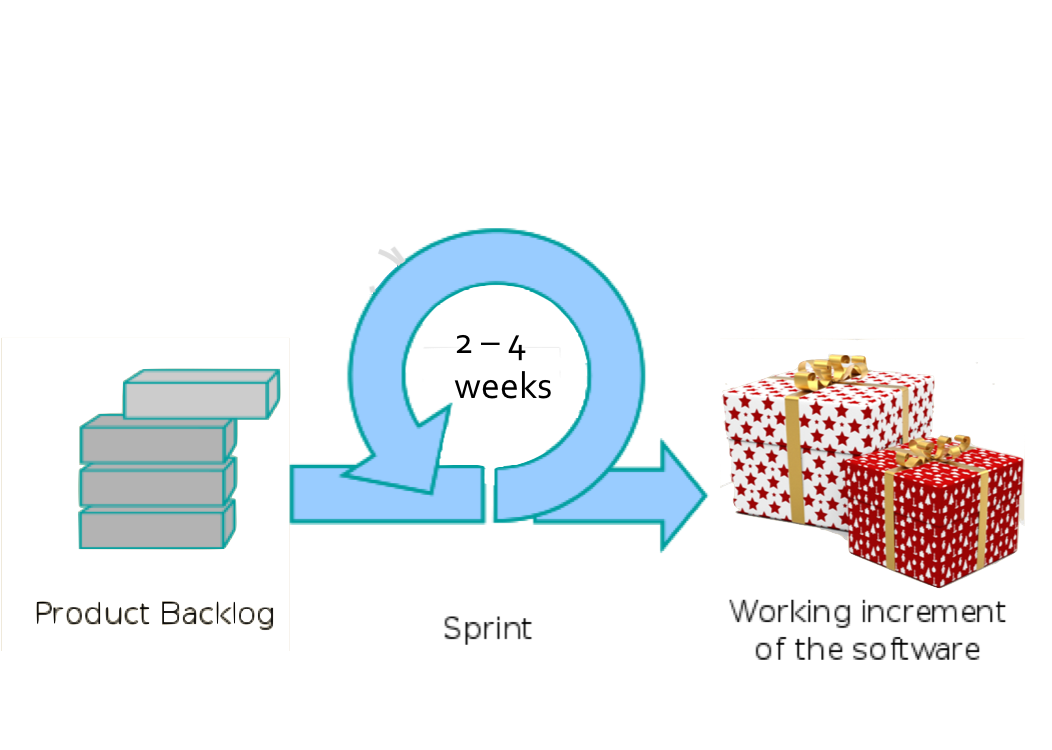 2 – 4
weeks
Product Backlog
Sprint
Working increment
of the software